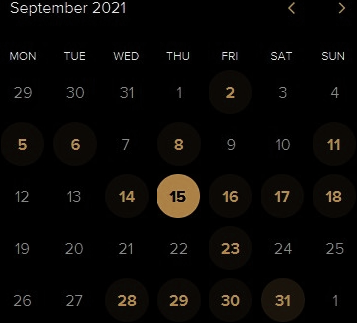 September 2021
MON TUE WED THU FRI SAT SUN
29 30 31 1 2 3 4
5 6 7 8 9 10 11
12 13 14 15 16 17 18
19 20 21 22 23 24 25
26 27 28 29 30 31 1